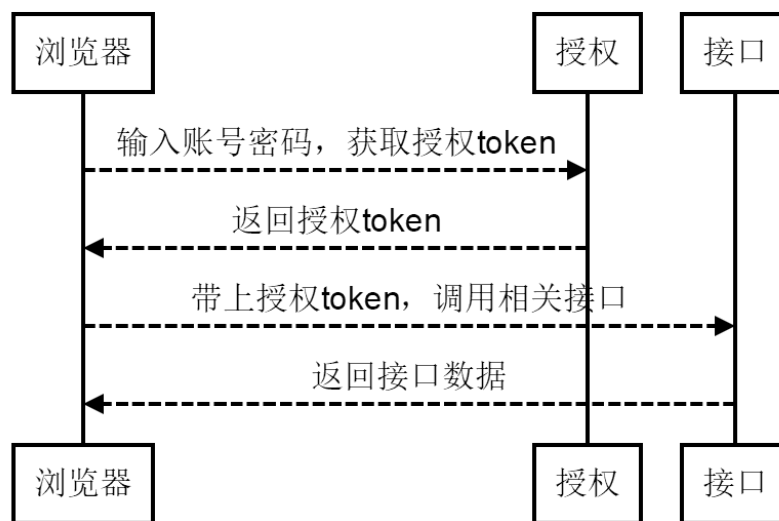 浏览器
授权
接口
输入账号密码，获取授权token
返回授权token
带上授权token，调用相关接口
返回接口数据
浏览器
授权
接口